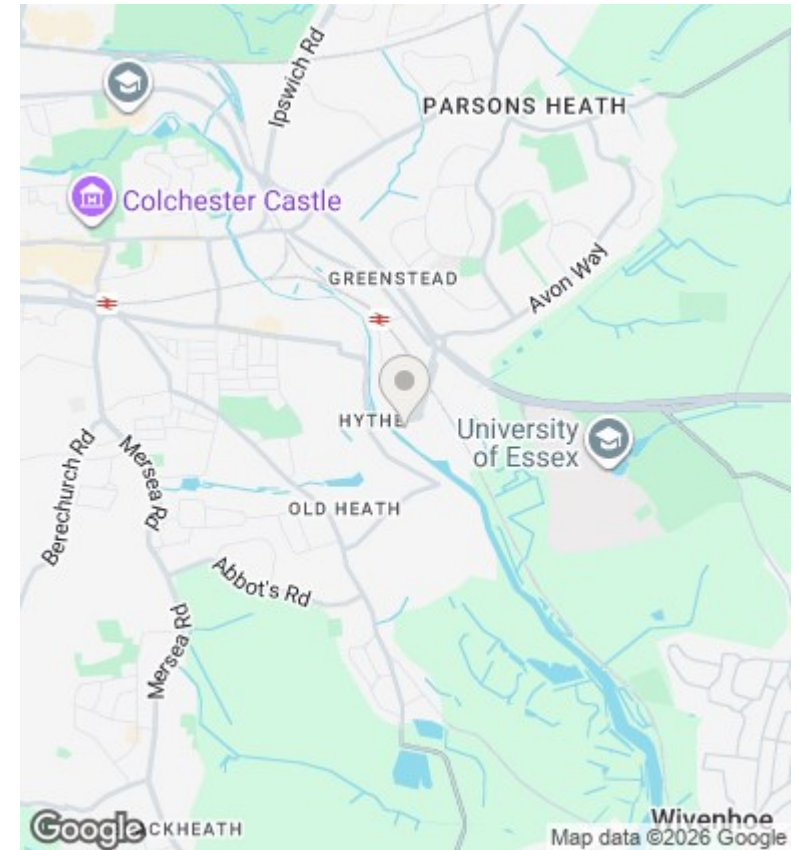 Ipswich Rd
PARSONS HEATH
Colchester Castle
GREENSTEAD
Avon Way
HYTHE
University
of Essex
Berechurch Rd
Mersea Rd
OLD HEATH
Abbot's Rd
Mersea Rd
Wivenhoe
Google
ACKHEATH
Map data ©2026 Google